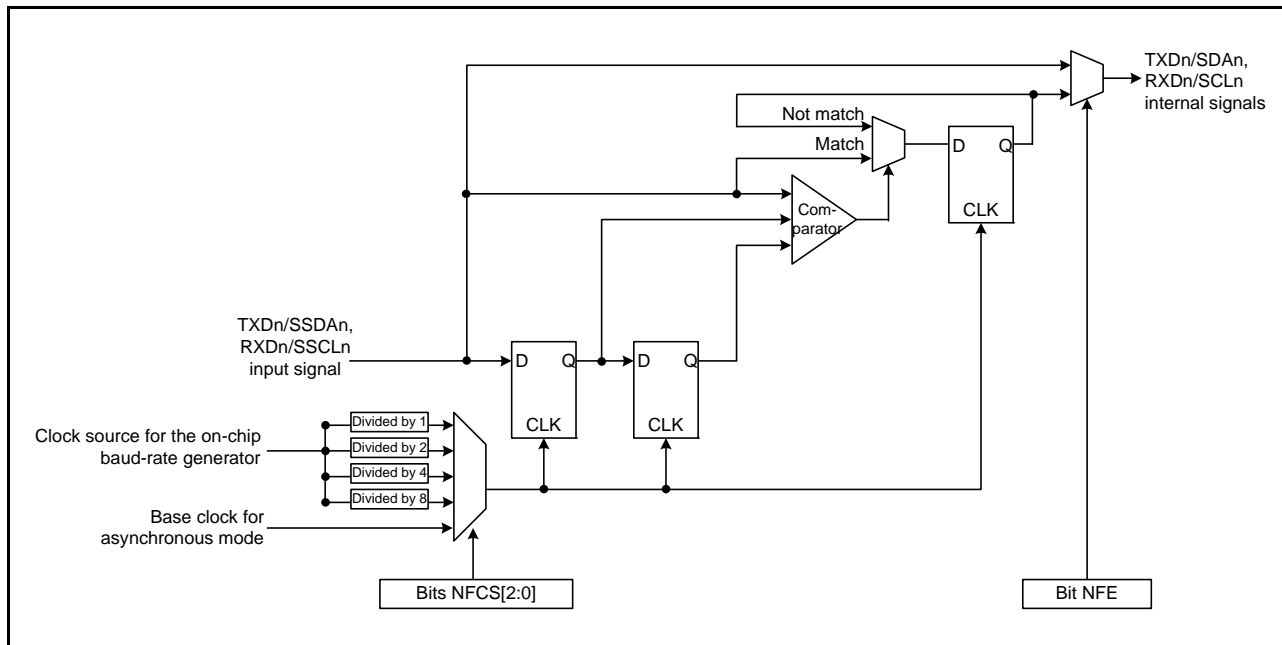 TXDn/SDAn,
RXDn/SCLn
internal signals
Not match
Match
D
Q
CLK
Com-
parator
TXDn/SSDAn,
RXDn/SSCLn
input signal
D
Q
CLK
D
Q
CLK
Clock source for the on-chip
baud-rate generator
Divided by 1
Divided by 2
Divided by 4
Divided by 8
Base clock for
asynchronous mode
Bits NFCS[2:0]
Bit NFE